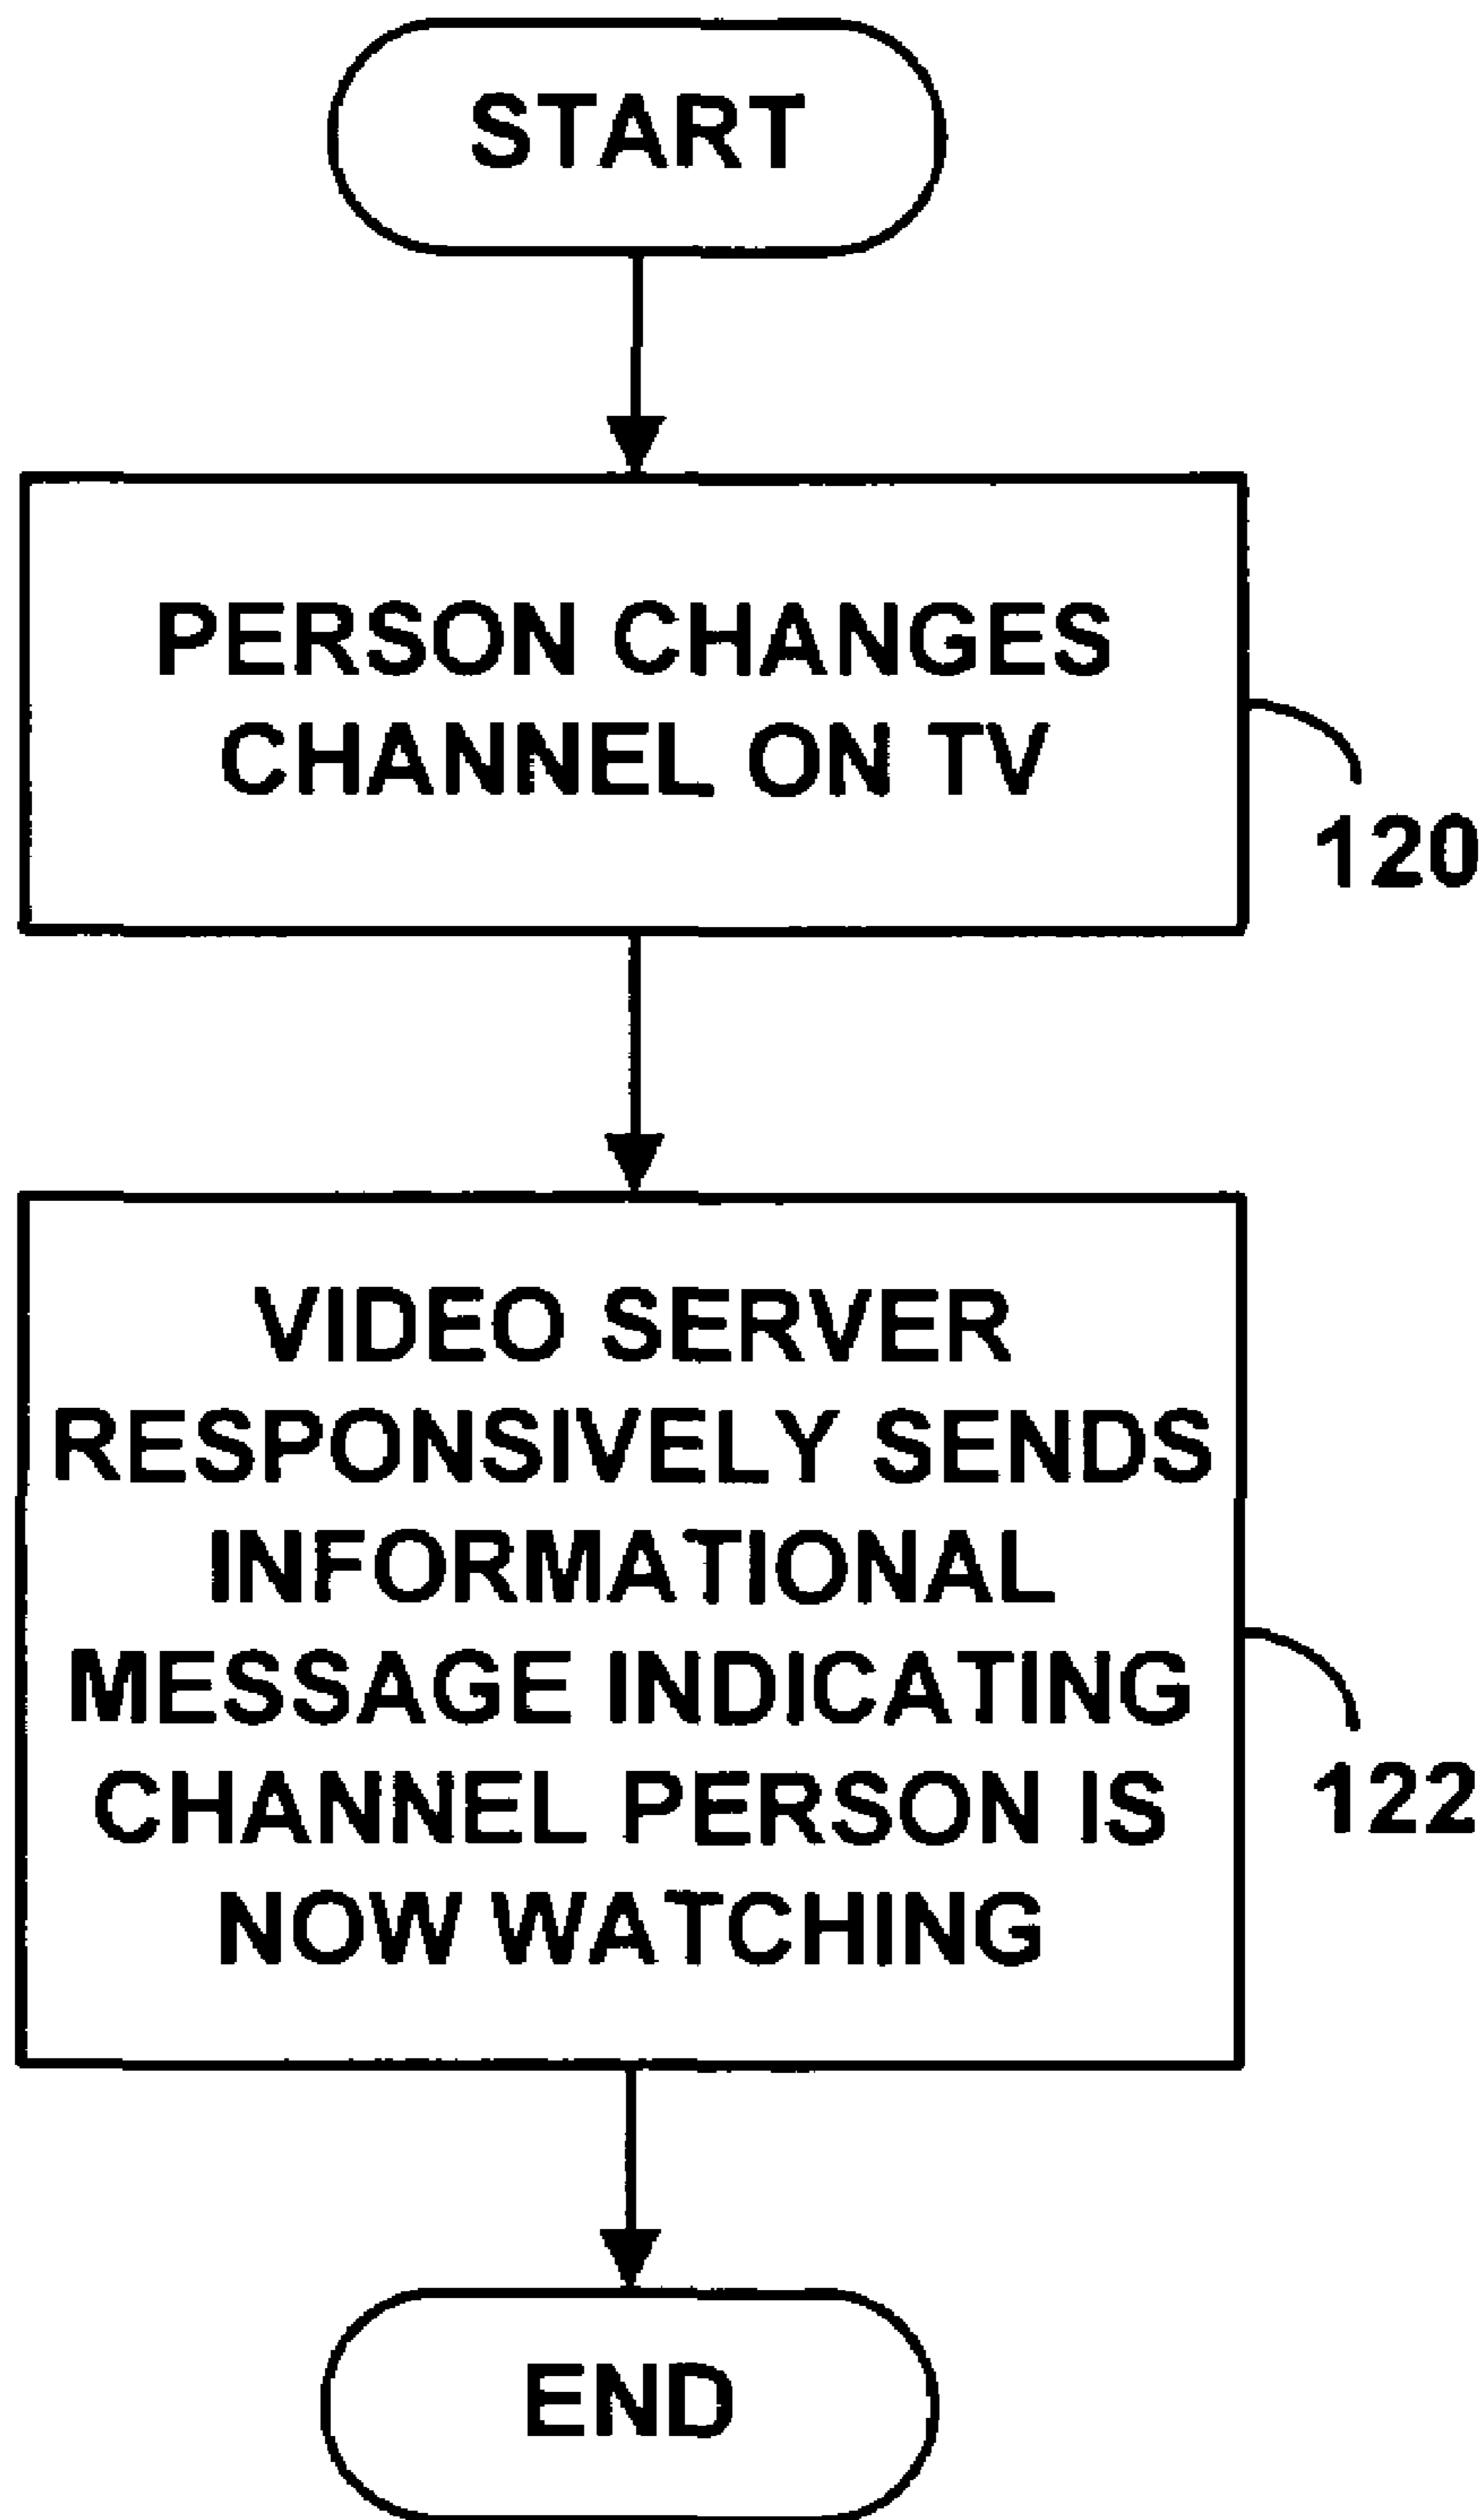 START
PERSON CHANGES
CHANNEL ON TV
120
VIDEO SERVER
RESPONSIVELY SENDS
INFORMATIONAL
MESSAGE INDICATING
CHANNEL PERSON IS
NOW WATCHING
122
END